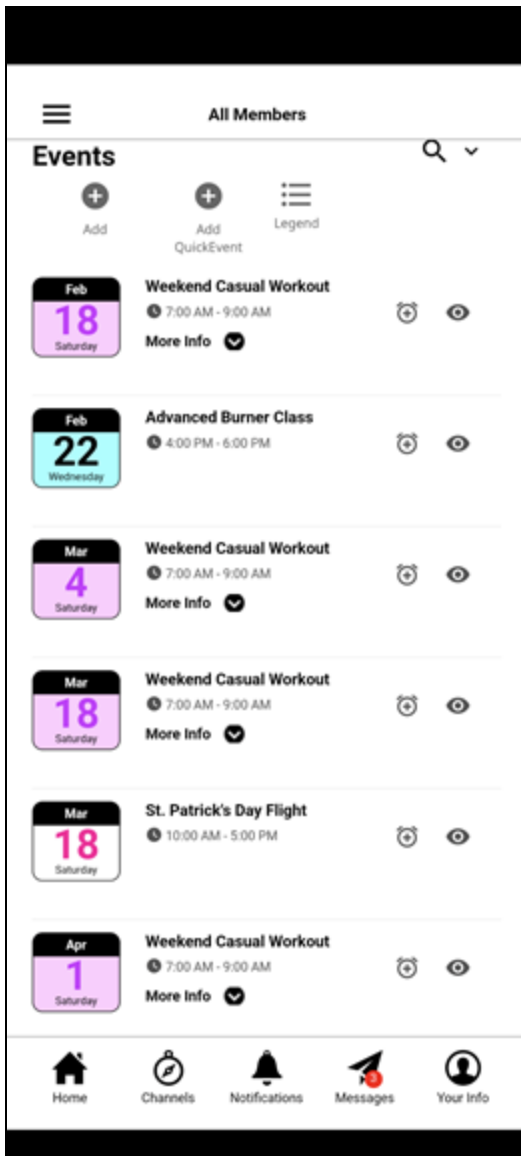 All Members
Events
Add
Add
QuickEvent
Legend
Feb
18
Saturday
Weekend Casual Workout
7:00 AM - 9:00 AM
More Info
Feb
22
Wednesday
Advanced Burner Class
4:00 PM - 6:00 PM
Mar
4
Saturday
Weekend Casual Workout
7:00 AM - 9:00 AM
More Info
Mar
18
Saturday
Weekend Casual Workout
7:00 AM - 9:00 AM
More Info
Mar
18
Saturday
St. Patrick's Day Flight
10:00 AM - 5:00 PM
Apr
1
Saturday
Weekend Casual Workout
7:00 AM - 9:00 AM
More Info
3
Home
Channels
Notifications
Messages
Your Info